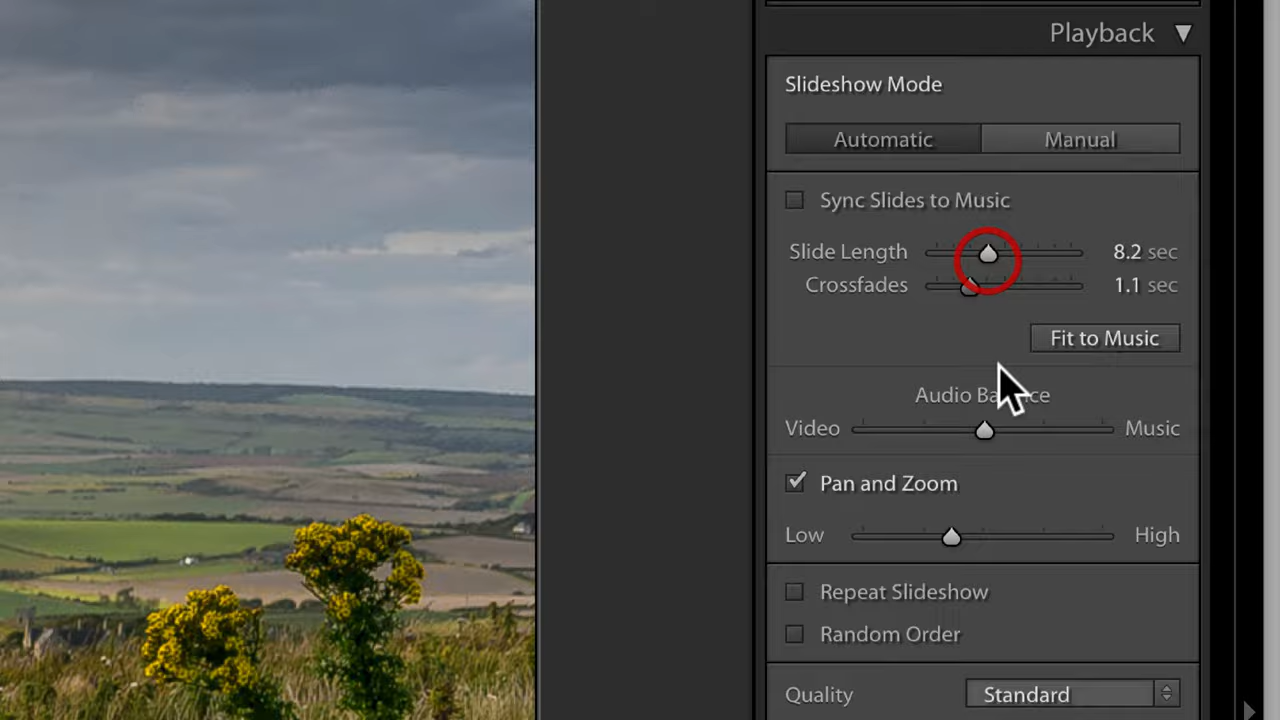 Playback ▼
Slideshow Mode
Automatic Manual
Sync Slides to Music
Slide Length 8.2 sec
Crossfades 1.1 sec
Fit to Music
Audio Balance
Video Music
Pan and Zoom
Low High
Repeat Slideshow
Random Order
Quality Standard